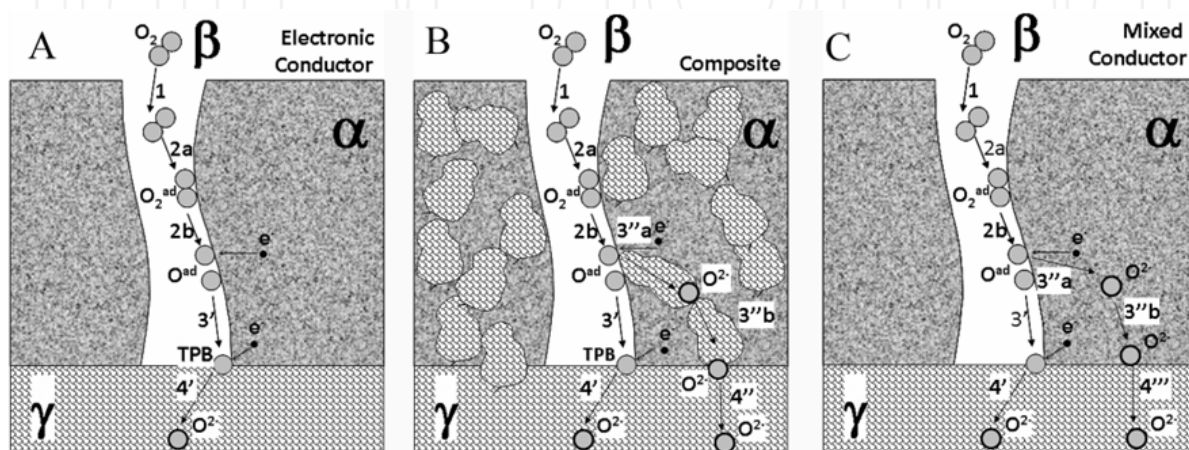 A
O₂
β
Electronic
Conductor
1
α
2a
O₂ᵃᵈ
2b
e⁻
Oᵃᵈ
3'
e⁻
TPB
4'
γ
O²⁻
B
O₂
β
Composite
1
α
2a
O₂ᵃᵈ
2b
3''a
e⁻
Oᵃᵈ
O²⁻
3''b
3'
e⁻
TPB
4'
O²⁻
4''
γ
O²⁻
O²⁻
C
O₂
β
Mixed
Conductor
1
α
2a
O₂ᵃᵈ
2b
e⁻
Oᵃᵈ
3''a
O²⁻
3''b
3'
e⁻
O²⁻
TPB
4'
4'''
γ
O²⁻
O²⁻